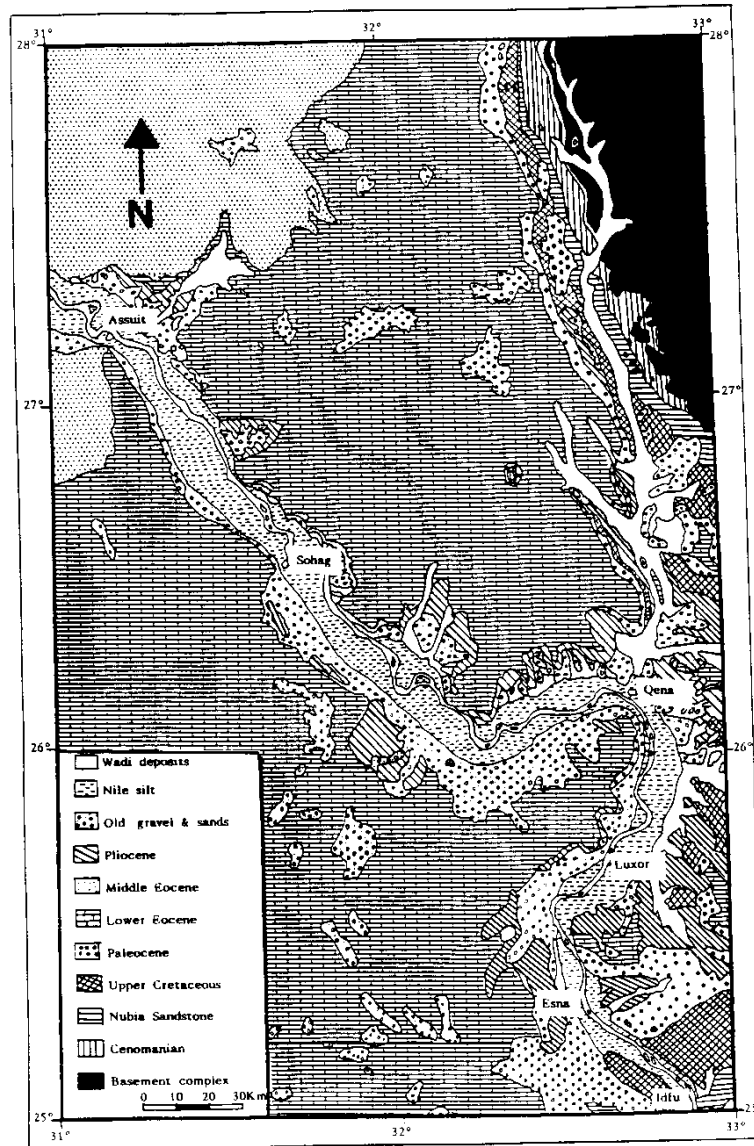 31°
32°
33°
28°
28°
N
Assuit
27°
27°
Sohag
Qena
26°
26°
Wadi deposits
Nile silt
Old gravel & sands
Pliocene
Luxor
Middle Eocene
Lower Eocene
Paleocene
Upper Cretaceous
Esna
Nubia Sandstone
Cenomanian
Basement complex
0 10 20 30Km
Idfu
25°
25°
31°
32°
33°